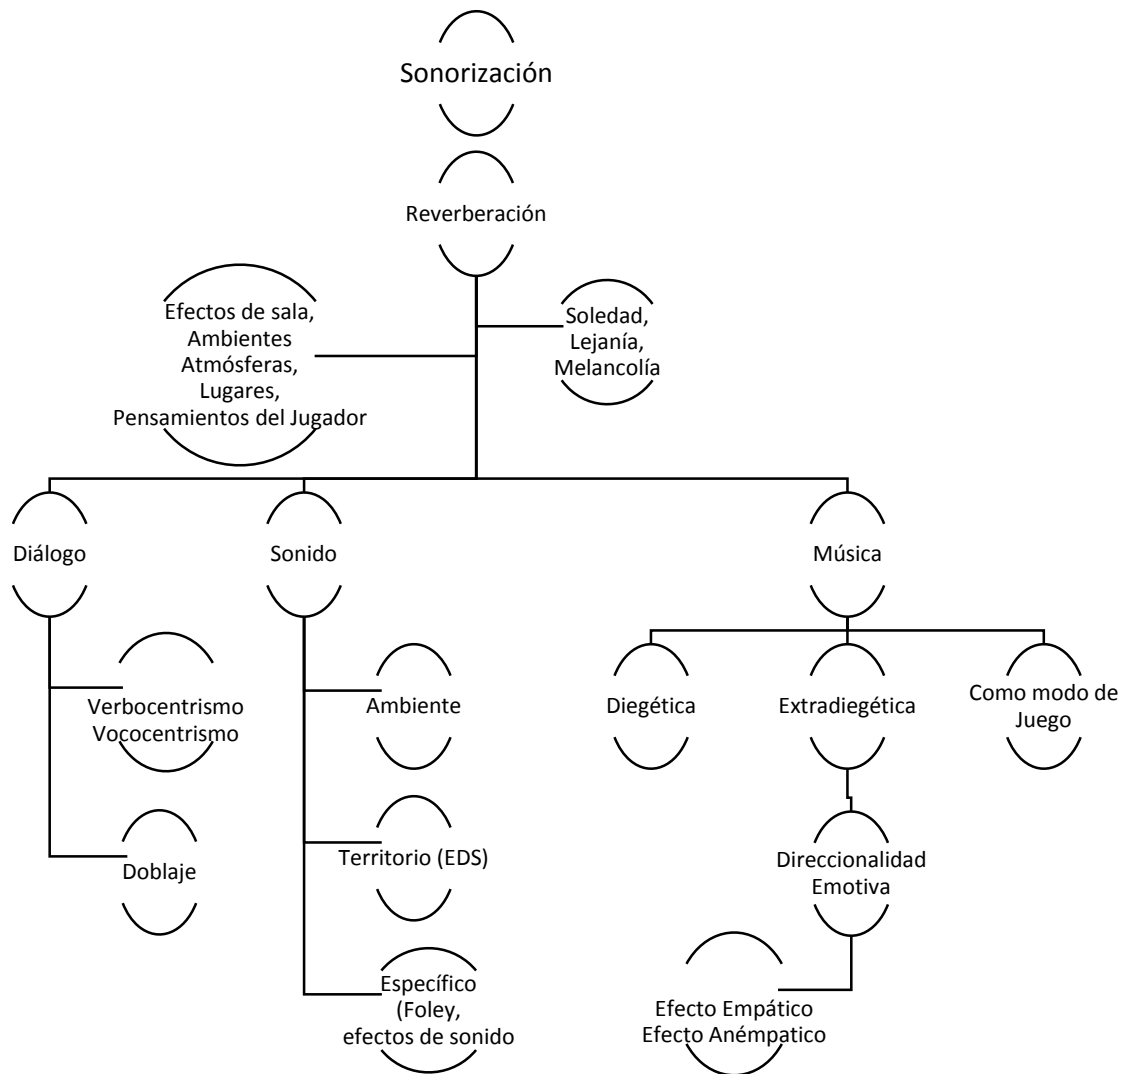 Sonorización
Reverberación
Efectos de sala,
Ambientes
Atmósferas,
Lugares,
Pensamientos del Jugador
Soledad,
Lejanía,
Melancolía
Diálogo
Sonido
Música
Verbocentrismo
Vococentrismo
Doblaje
Ambiente
Territorio (EDS)
Específico
(Foley,
efectos de sonido
Diegética
Extradiegética
Como modo de
Juego
Direccionalidad
Emotiva
Efecto Empático
Efecto Anémpatico